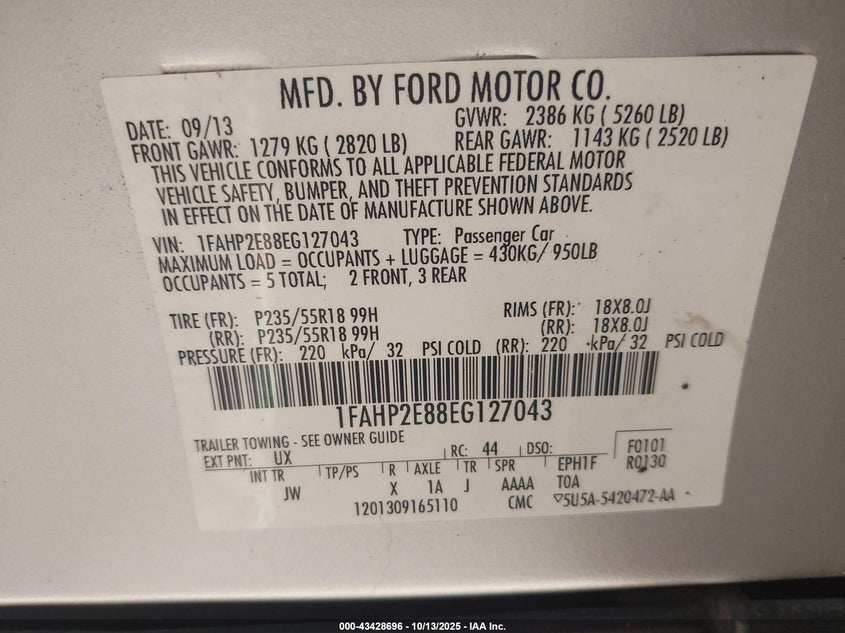 MFD. BY FORD MOTOR CO.
DATE: 09/13 GVWR: 2386 KG ( 5260 LB)
FRONT GAWR: 1279 KG ( 2820 LB) REAR GAWR: 1143 KG ( 2520 LB)
THIS VEHICLE CONFORMS TO ALL APPLICABLE FEDERAL MOTOR
VEHICLE SAFETY, BUMPER, AND THEFT PREVENTION STANDARDS
IN EFFECT ON THE DATE OF MANUFACTURE SHOWN ABOVE.
VIN: 1FAHP2E88EG127043 TYPE: Passenger Car
MAXIMUM LOAD = OCCUPANTS + LUGGAGE = 430KG/ 950LB
OCCUPANTS = 5 TOTAL; 2 FRONT, 3 REAR
TIRE (FR): P235/55R18 99H RIMS (FR): 18X8.0J
(RR): P235/55R18 99H (RR): 18X8.0J
PRESSURE (FR): 220 kPa/ 32 PSI COLD (RR): 220 kPa/ 32 PSI COLD
1FAHP2E88EG127043
TRAILER TOWING - SEE OWNER GUIDE
EXT PNT: UX RC: 44 DSO: F0101
R0130
INT TR TP/PS R AXLE TR SPR EPH1F
JW X 1A J AAAA T0A
1201309165110 CMC 5U5A-5420472-AA
000-43428696 - 10/13/2025 - IAA Inc.